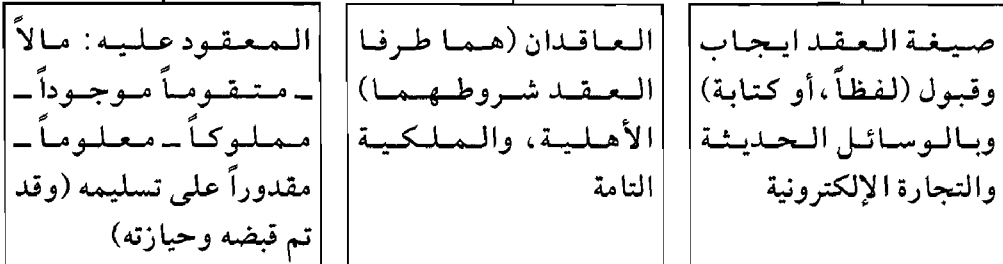 صيغة العقد ايجاب
وقبول (لفظاً، أو كتابة)
وبالوسائل الحديثة
والتجارة الإلكترونية
العاقدان (هما طرفا
العقد شروطهما)
الأهلية، والملكية
التامة
المعقود عليه: مالاً
ـ متقوماً موجوداً ـ
مملوكاً ـ معلوماً ـ
مقدوراً على تسليمه (وقد
تم قبضه وحيازته)